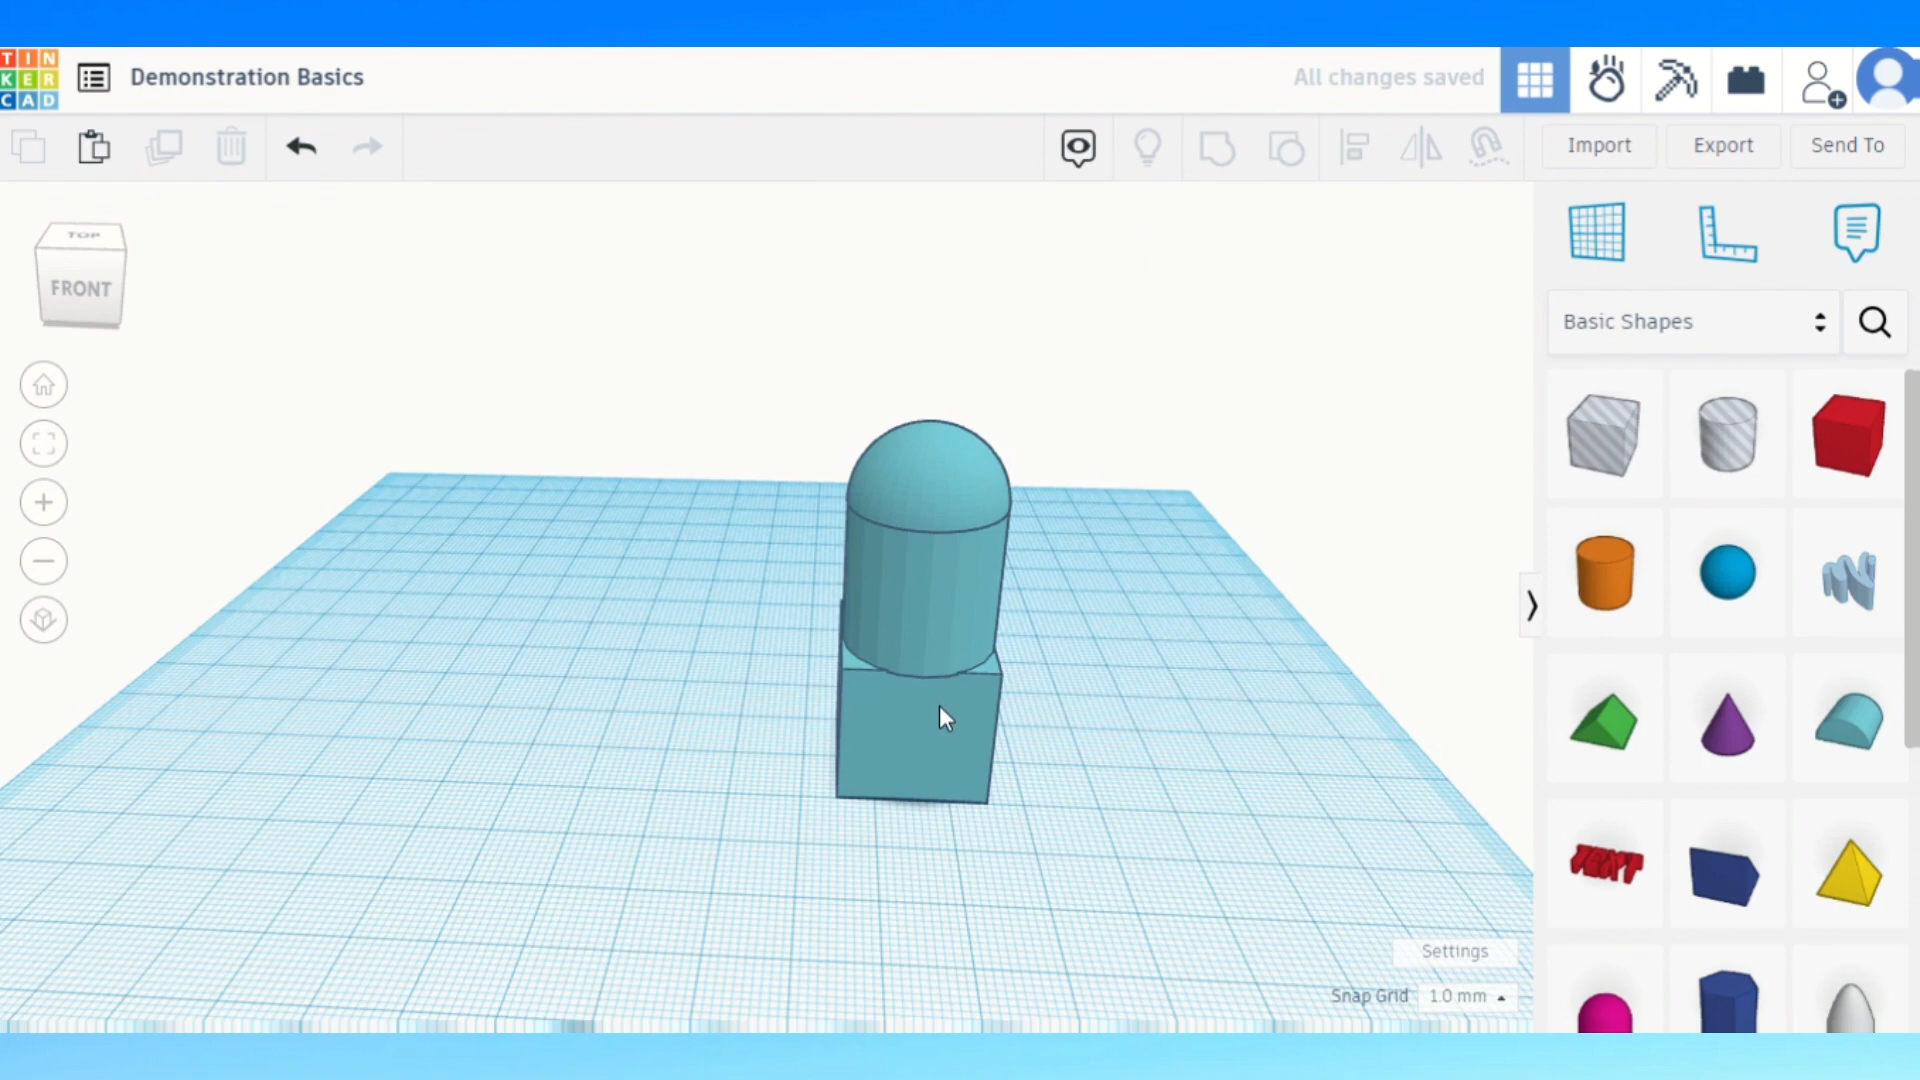 TIN
KER
CAD
Demonstration Basics
All changes saved
Import
Export
Send To
TOP
FRONT
Basic Shapes
TEXT
Settings
Snap Grid
1.0 mm